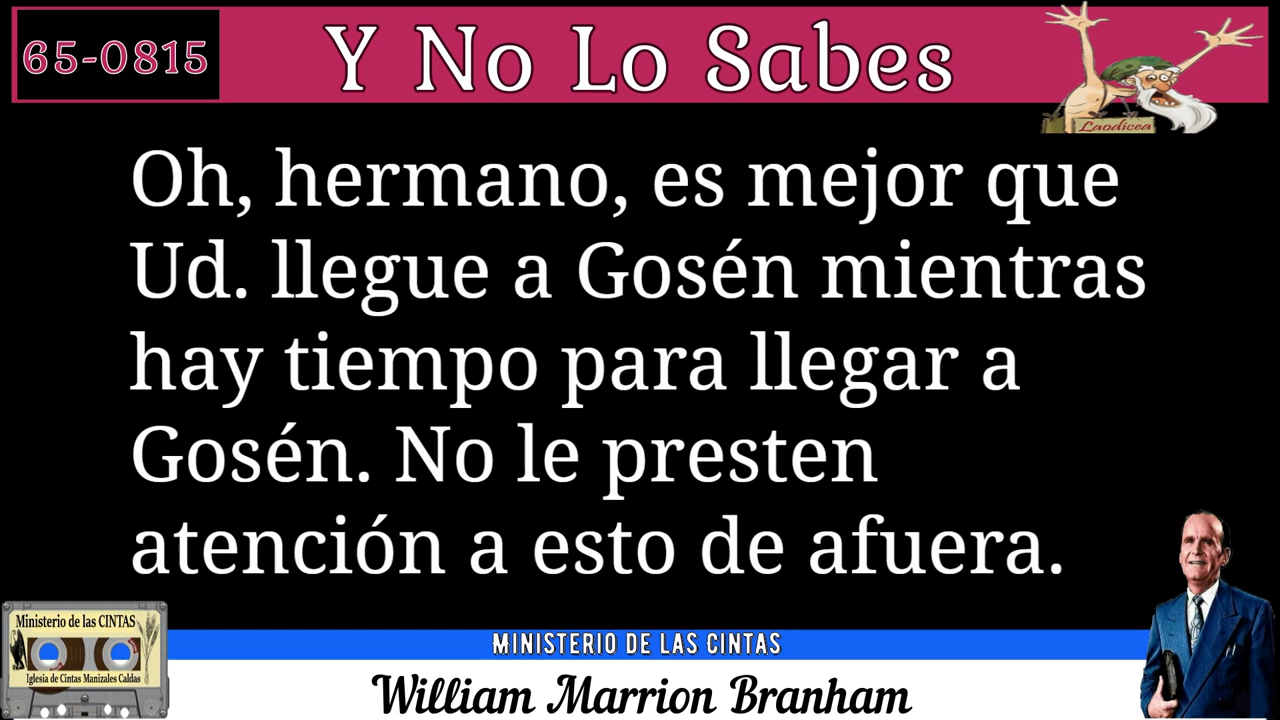 65-0815
Y No Lo Sabes
Laodicea
Oh, hermano, es mejor que
Ud. llegue a Gosén mientras
hay tiempo para llegar a
Gosén. No le presten
atención a esto de afuera.
Ministerio de las CINTAS
Iglesia de Cintas Manizales Caldas
MINISTERIO DE LAS CINTAS
William Marrion Branham